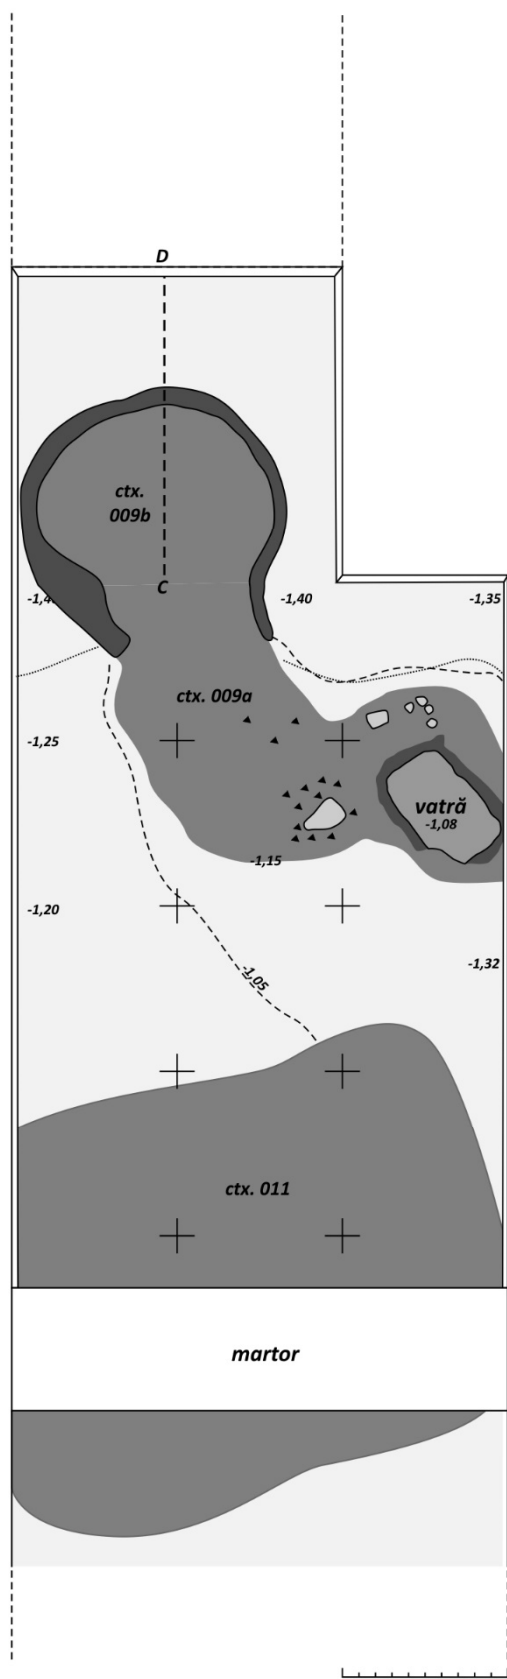 D
ctx.
009b
C
-1,40
-1,35
ctx. 009a
-1,25
vatră
-1,08
-1,15
-1,20
-1,32
-1,05
ctx. 011
martor